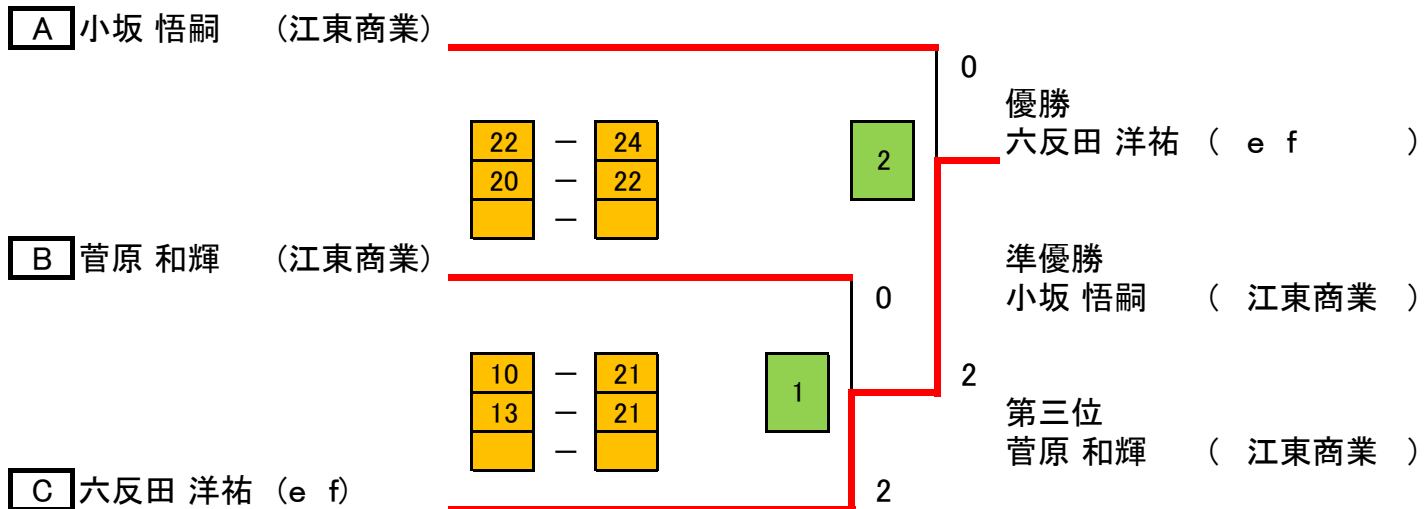 A 小坂 悟嗣 (江東商業)
0
優勝
22 － 24
2
六反田 洋祐 ( ｅ ｆ )
20 － 22
－
B 菅原 和輝 (江東商業)
準優勝
0
小坂 悟嗣 ( 江東商業 )
10 － 21
1
2
13 － 21
第三位
－
菅原 和輝 ( 江東商業 )
C 六反田 洋祐 (ｅ ｆ)
2